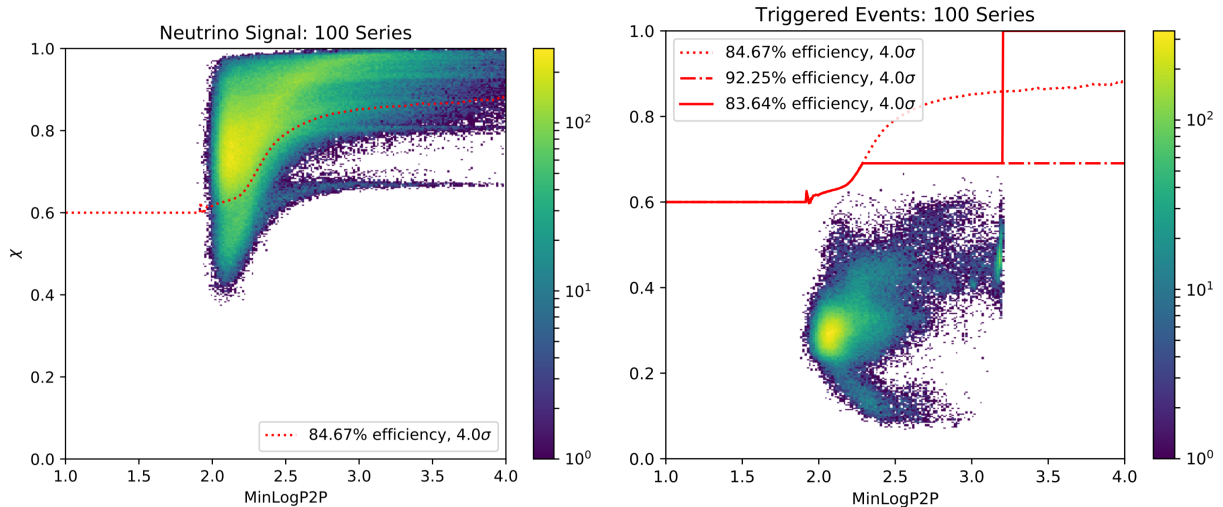 Neutrino Signal: 100 Series
1.0
0.8
0.6
0.4
0.2
0.0
χ
1.0 1.5 2.0 2.5 3.0 3.5 4.0
MinLogP2P
84.67% efficiency, 4.0σ
10²
10¹
10⁰
Triggered Events: 100 Series
1.0
0.8
0.6
0.4
0.2
0.0
84.67% efficiency, 4.0σ
92.25% efficiency, 4.0σ
83.64% efficiency, 4.0σ
1.0 1.5 2.0 2.5 3.0 3.5 4.0
MinLogP2P
10²
10¹
10⁰